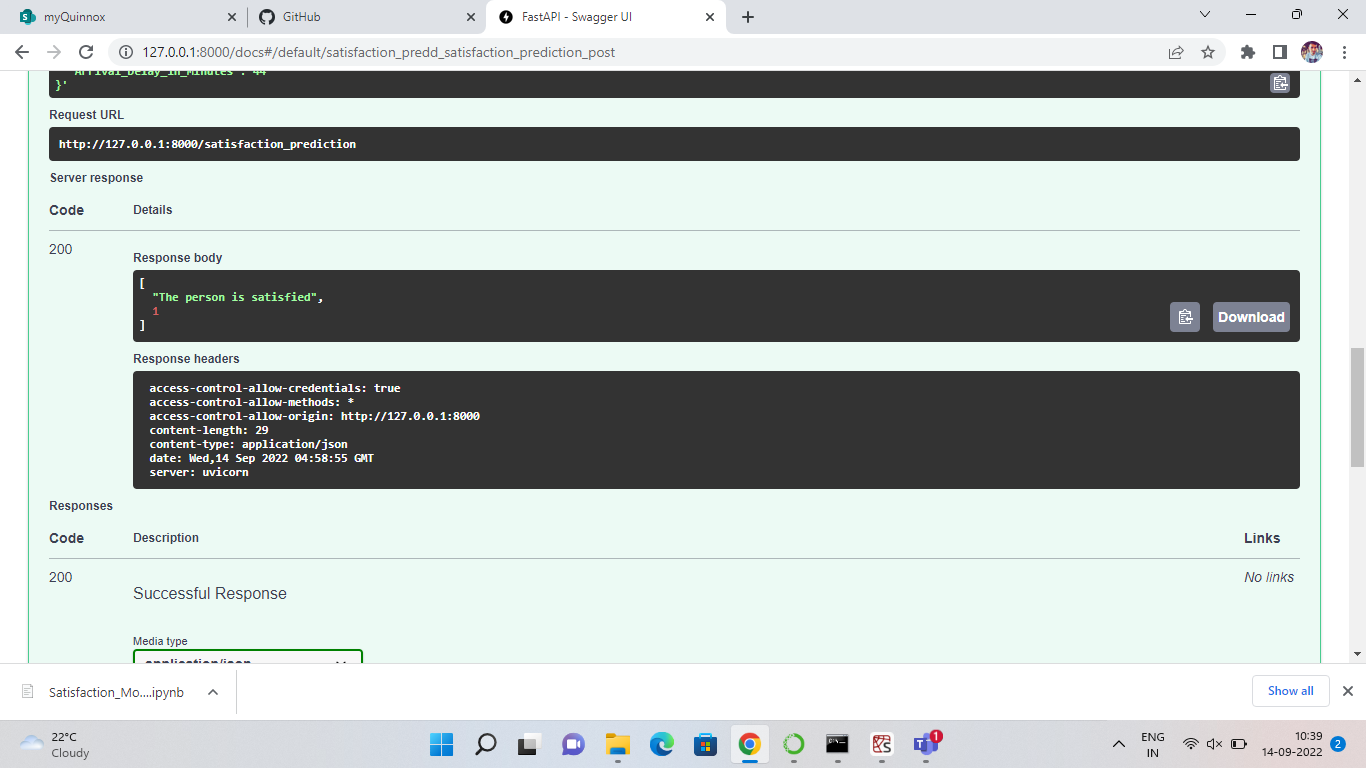 myQuinnox
GitHub
FastAPI - Swagger UI
127.0.0.1:8000/docs#/default/satisfaction_predd_satisfaction_prediction_post
"Arrival_Delay_in_Minutes": 44
}'
Request URL
http://127.0.0.1:8000/satisfaction_prediction
Server response
Code Details
200
Response body
[
"The person is satisfied",
1
]
Download
Response headers
access-control-allow-credentials: true
access-control-allow-methods: *
access-control-allow-origin: http://127.0.0.1:8000
content-length: 29
content-type: application/json
date: Wed,14 Sep 2022 04:58:55 GMT
server: uvicorn
Responses
Code Description Links
200
Successful Response
No links
Media type
application/json
Satisfaction_Mo....ipynb
Show all
22°C
Cloudy
1
ENG
IN
10:39
14-09-2022
2